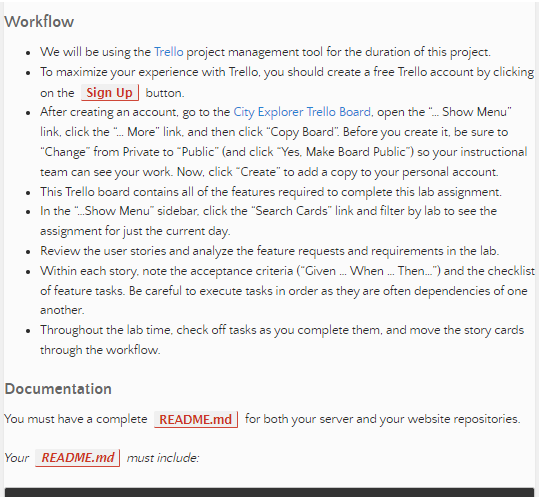 Workflow
We will be using the Trello project management tool for the duration of this project.
To maximize your experience with Trello, you should create a free Trello account by clicking
on the Sign Up button.
After creating an account, go to the City Explorer Trello Board, open the “... Show Menu”
link, click the “... More” link, and then click “Copy Board”. Before you create it, be sure to
“Change” from Private to “Public” (and click “Yes, Make Board Public”) so your instructional
team can see your work. Now, click “Create” to add a copy to your personal account.
This Trello board contains all of the features required to complete this lab assignment.
In the “...Show Menu” sidebar, click the “Search Cards” link and filter by lab to see the
assignment for just the current day.
Review the user stories and analyze the feature requests and requirements in the lab.
Within each story, note the acceptance criteria (“Given ... When ... Then...”) and the checklist
of feature tasks. Be careful to execute tasks in order as they are often dependencies of one
another.
Throughout the lab time, check off tasks as you complete them, and move the story cards
through the workflow.
Documentation
You must have a complete README.md for both your server and your website repositories.
Your README.md must include: